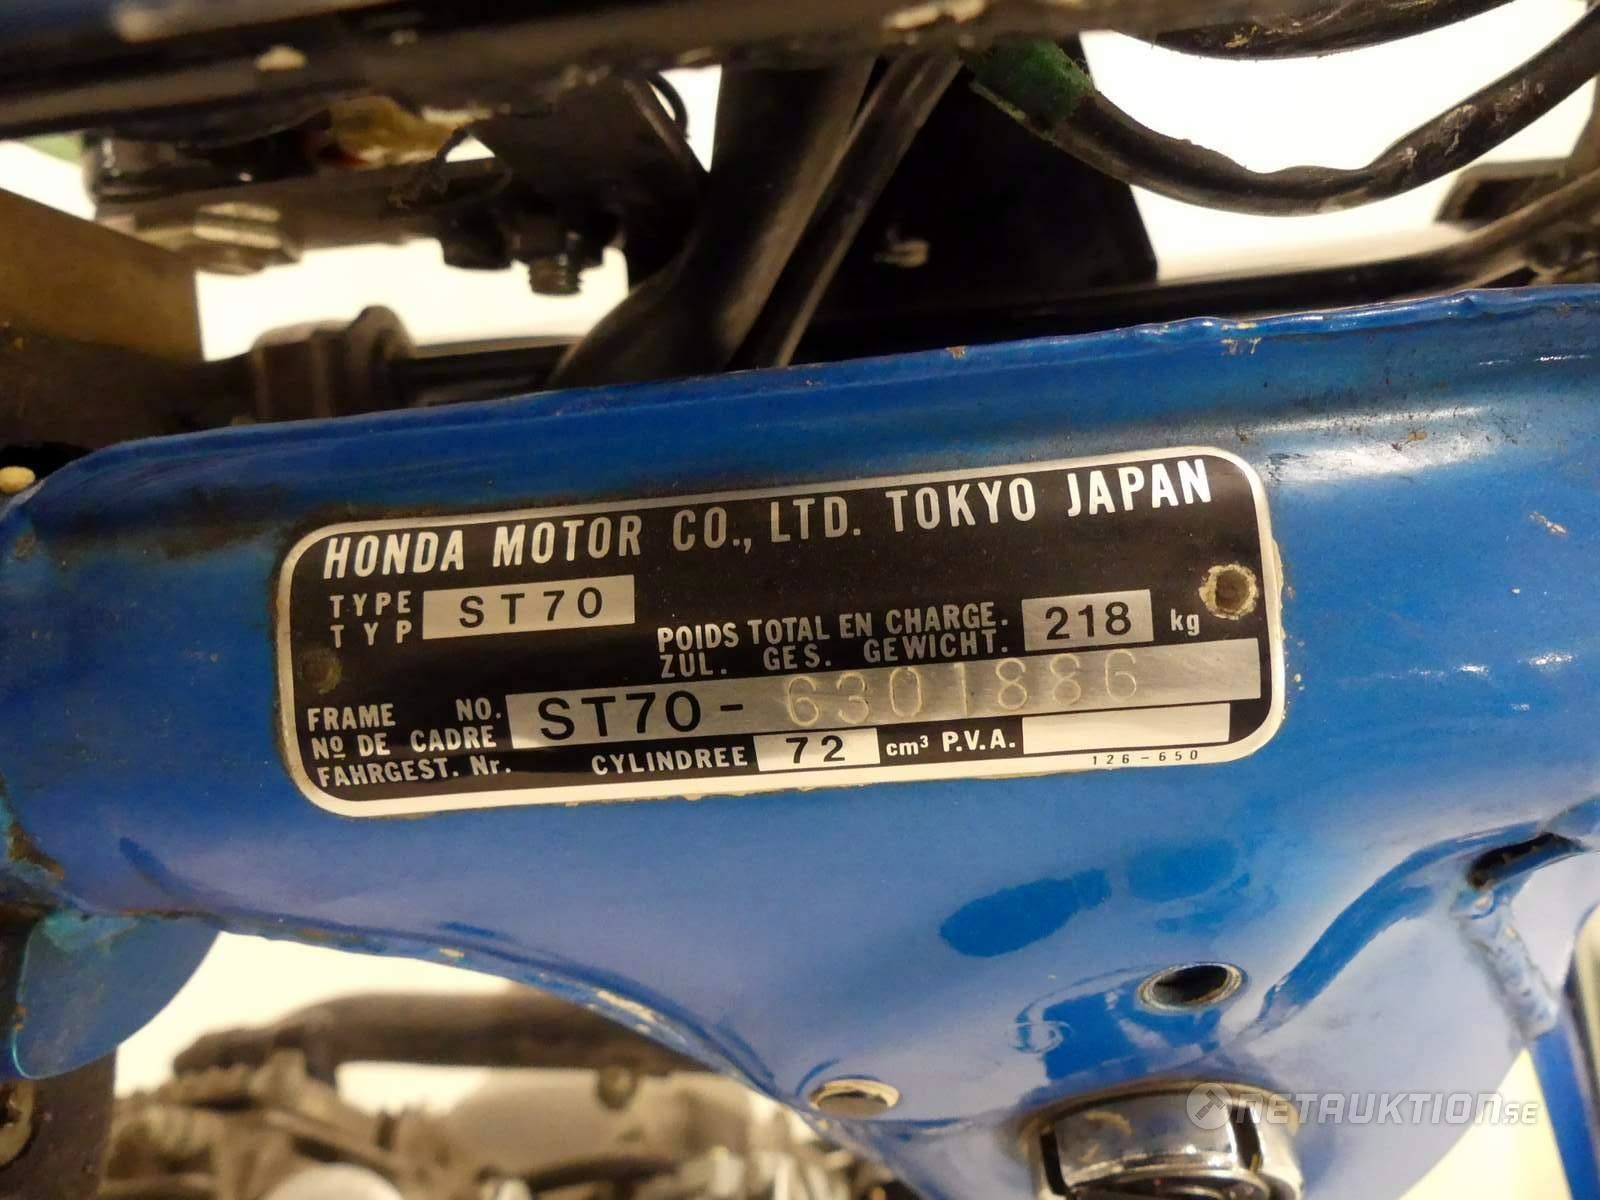 HONDA MOTOR CO., LTD. TOKYO JAPAN
TYPE
TYP
ST70
POIDS TOTAL EN CHARGE.
ZUL. GES. GEWICHT.
218 kg
FRAME NO.
Nº DE CADRE
FAHRGEST. Nr.
ST70-6301886
CYLINDREE 72 cm³ P.V.A.
126-650
NETAUKTION.SE